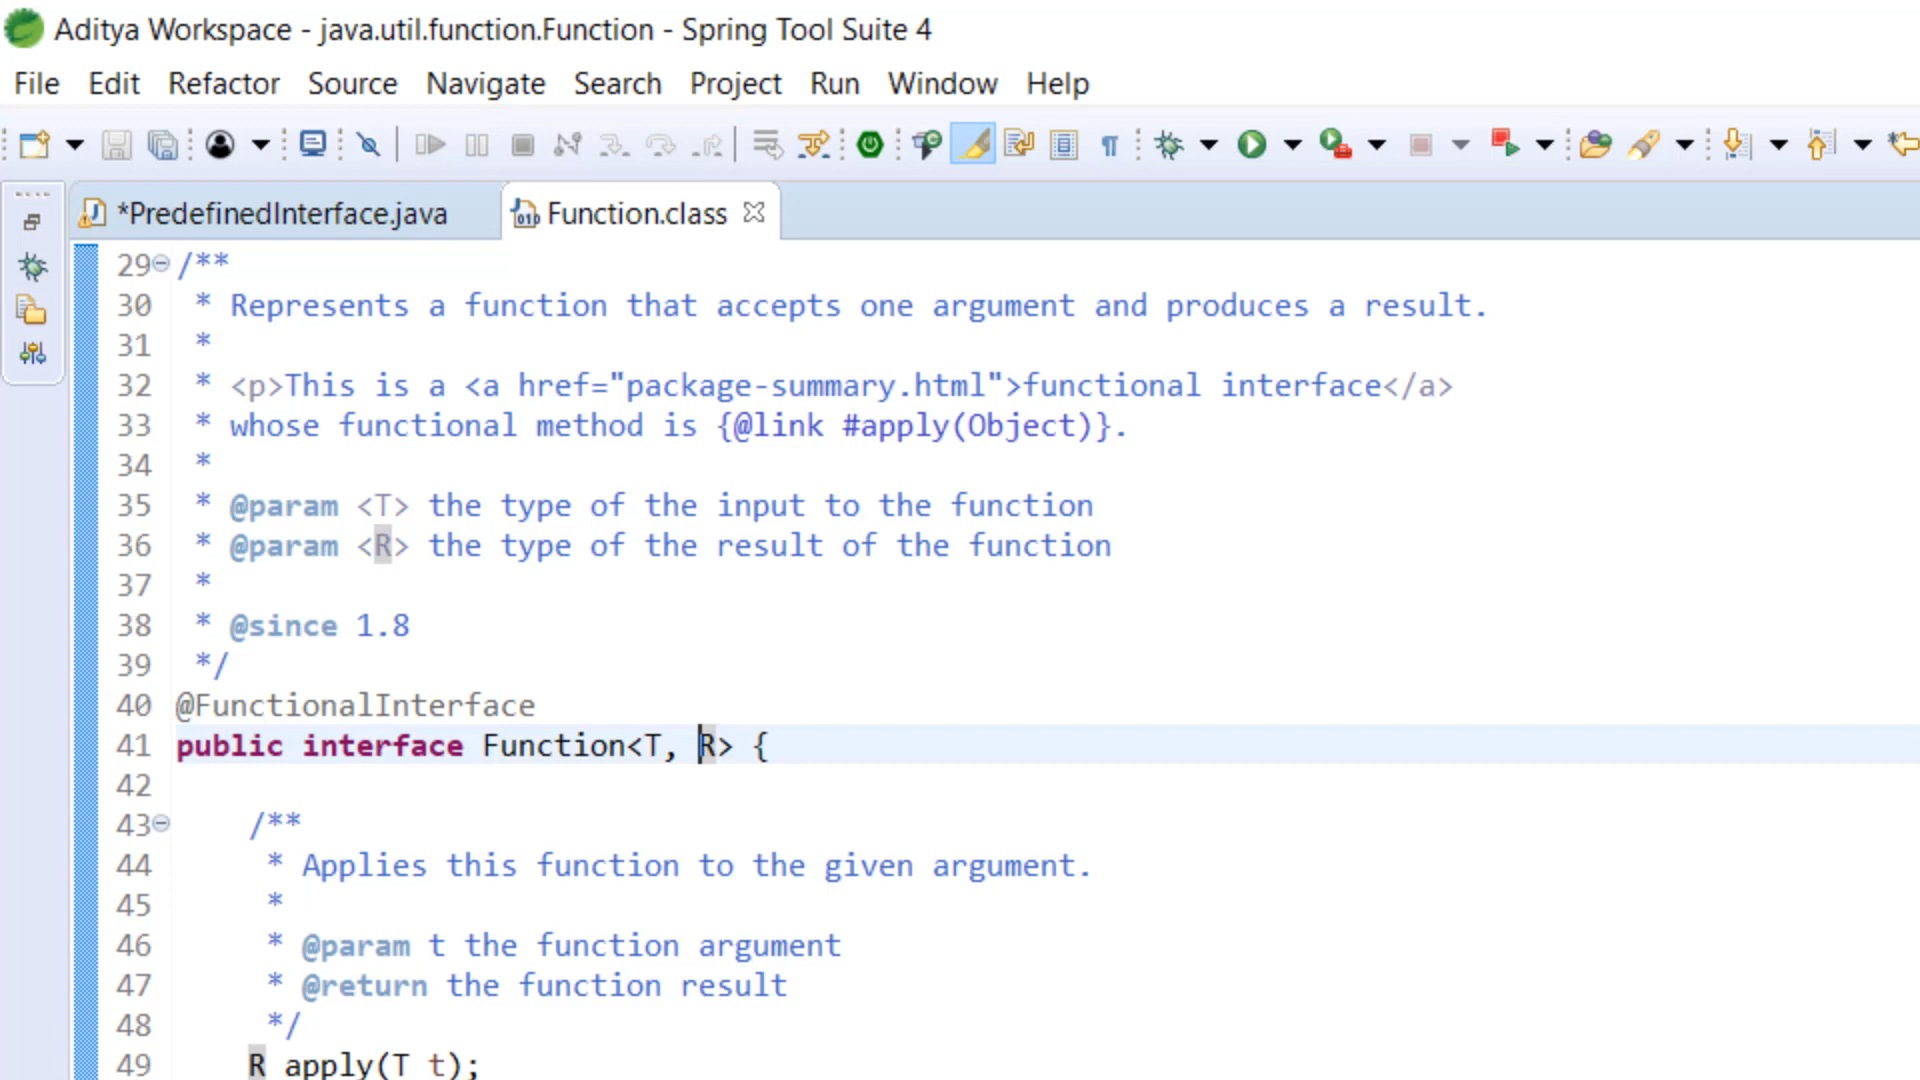 Aditya Workspace - java.util.function.Function - Spring Tool Suite 4
File Edit Refactor Source Navigate Search Project Run Window Help
*PredefinedInterface.java Function.class
29 /**
30 * Represents a function that accepts one argument and produces a result.
31 *
32 * <p>This is a <a href="package-summary.html">functional interface</a>
33 * whose functional method is {@link #apply(Object)}.
34 *
35 * @param <T> the type of the input to the function
36 * @param <R> the type of the result of the function
37 *
38 * @since 1.8
39 */
40 @FunctionalInterface
41 public interface Function<T, R> {
42
43 /**
44 * Applies this function to the given argument.
45 *
46 * @param t the function argument
47 * @return the function result
48 */
49 R apply(T t);